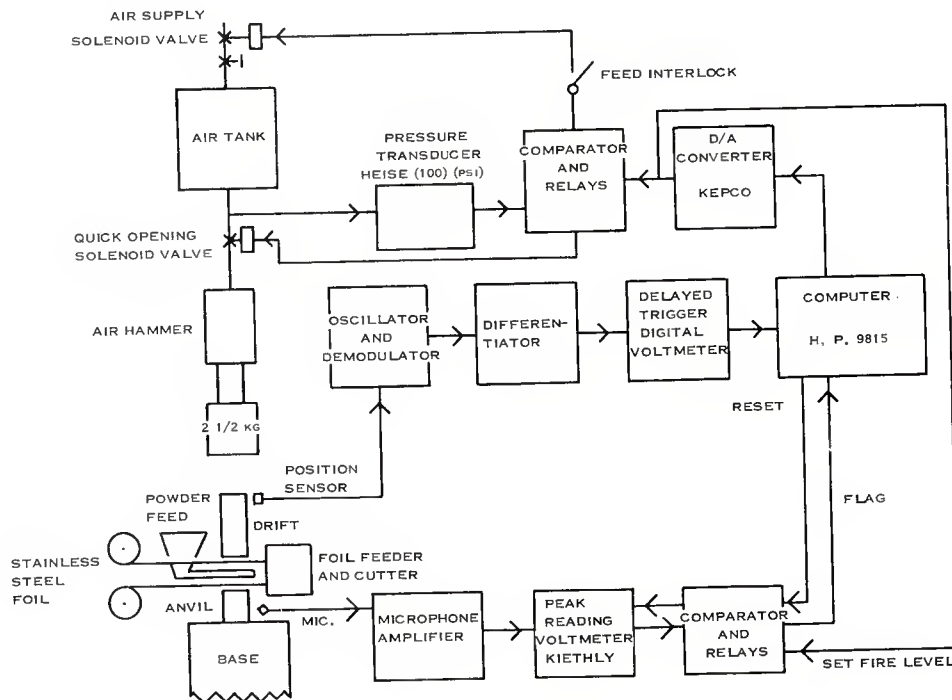 AIR SUPPLY
SOLENOID VALVE
FEED INTERLOCK
AIR TANK
PRESSURE
TRANSDUCER
HEISE (100) (PSI)
COMPARATOR
AND
RELAYS
D/A
CONVERTER
KEPCO
QUICK OPENING
SOLENOID VALVE
AIR HAMMER
2 1/2 KG
OSCILLATOR
AND
DEMODULATOR
DIFFEREN-
TIATOR
DELAYED
TRIGGER
DIGITAL
VOLTMETER
COMPUTER
H. P. 9815
RESET
FLAG
POSITION
SENSOR
POWDER
FEED
DRIFT
STAINLESS
STEEL
FOIL
FOIL FEEDER
AND CUTTER
ANVIL
MIC.
BASE
MICROPHONE
AMPLIFIER
PEAK
READING
VOLTMETER
KIETHLY
COMPARATOR
AND
RELAYS
SET FIRE LEVEL